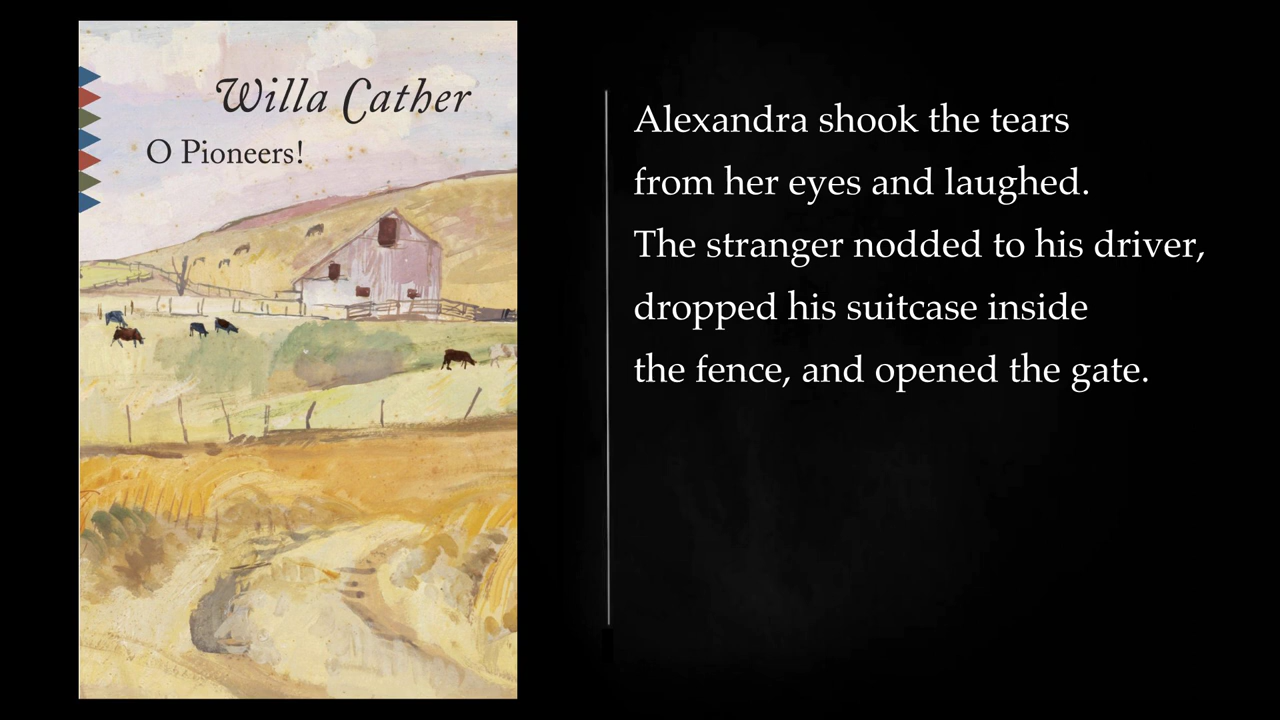 Willa Cather
O Pioneers!
Alexandra shook the tears
from her eyes and laughed.
The stranger nodded to his driver,
dropped his suitcase inside
the fence, and opened the gate.